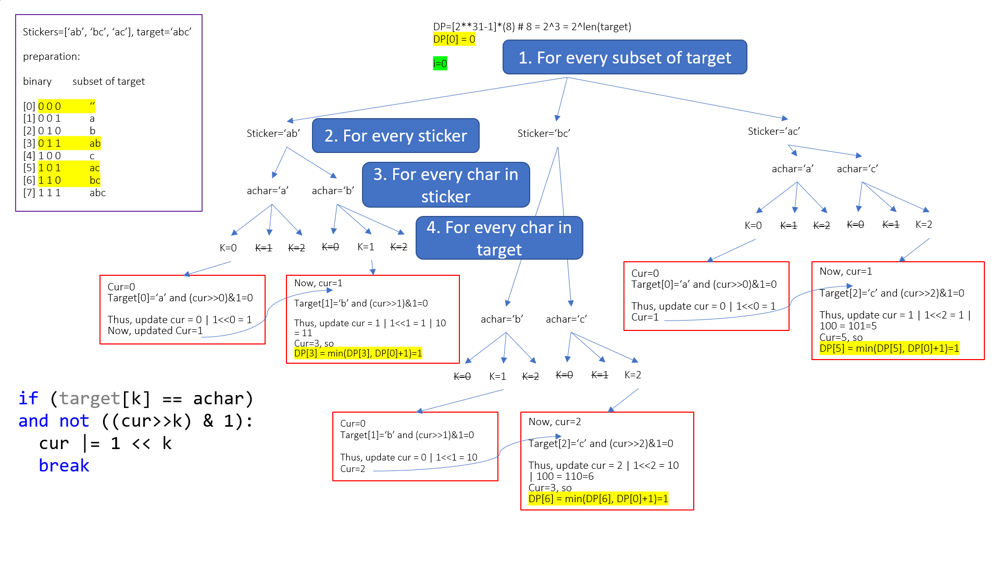 Stickers=['ab', 'bc', 'ac'], target='abc'
preparation:
binary subset of target
[0] 0 0 0 ''
[1] 0 0 1 a
[2] 0 1 0 b
[3] 0 1 1 ab
[4] 1 0 0 c
[5] 1 0 1 ac
[6] 1 1 0 bc
[7] 1 1 1 abc
DP=[2**31-1]*(8) # 8 = 2^3 = 2^len(target)
DP[0] = 0
i=0
1. For every subset of target
Sticker='ab'
2. For every sticker
Sticker='bc'
Sticker='ac'
achar='a'
achar='b'
3. For every char in
sticker
achar='a'
achar='c'
K=0
K=1
K=2
K=0
K=1
K=2
4. For every char in
target
K=0
K=1
K=2
K=0
K=1
K=2
Cur=0
Target[0]='a' and (cur>>0)&1=0
Thus, update cur = 0 | 1<<0 = 1
Now, updated Cur=1
Now, cur=1
Target[1]='b' and (cur>>1)&1=0
Thus, update cur = 1 | 1<<1 = 1 | 10
= 11
Cur=3, so
DP[3] = min(DP[3], DP[0]+1)=1
Cur=0
Target[0]='a' and (cur>>0)&1=0
Thus, update cur = 0 | 1<<0 = 1
Cur=1
Now, cur=1
Target[2]='c' and (cur>>2)&1=0
Thus, update cur = 1 | 1<<2 = 1 |
100 = 101=5
Cur=5, so
DP[5] = min(DP[5], DP[0]+1)=1
achar='b'
achar='c'
K=0
K=1
K=2
K=0
K=1
K=2
Cur=0
Target[1]='b' and (cur>>1)&1=0
Thus, update cur = 0 | 1<<1 = 10
Cur=2
Now, cur=2
Target[2]='c' and (cur>>2)&1=0
Thus, update cur = 2 | 1<<2 = 10
| 100 = 110=6
Cur=3, so
DP[6] = min(DP[6], DP[0]+1)=1
if (target[k] == achar)
and not ((cur>>k) & 1):
cur |= 1 << k
break